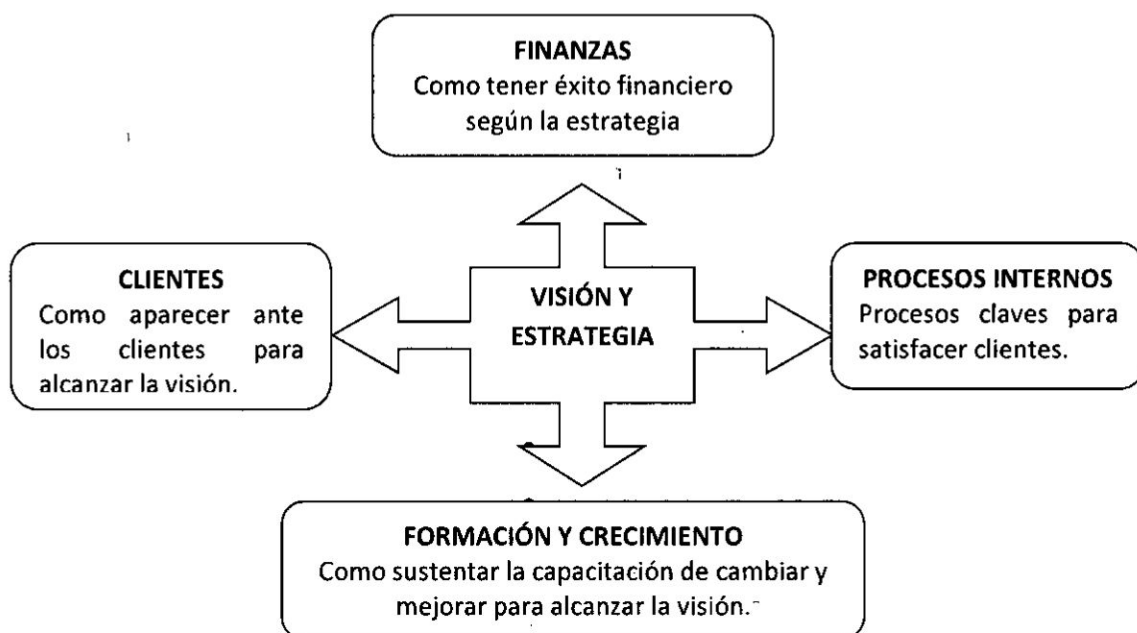 FINANZAS
Como tener éxito financiero
según la estrategia
CLIENTES
Como aparecer ante
los clientes para
alcanzar la visión.
VISIÓN Y
ESTRATEGIA
PROCESOS INTERNOS
Procesos claves para
satisfacer clientes.
FORMACIÓN Y CRECIMIENTO
Como sustentar la capacitación de cambiar y
mejorar para alcanzar la visión.